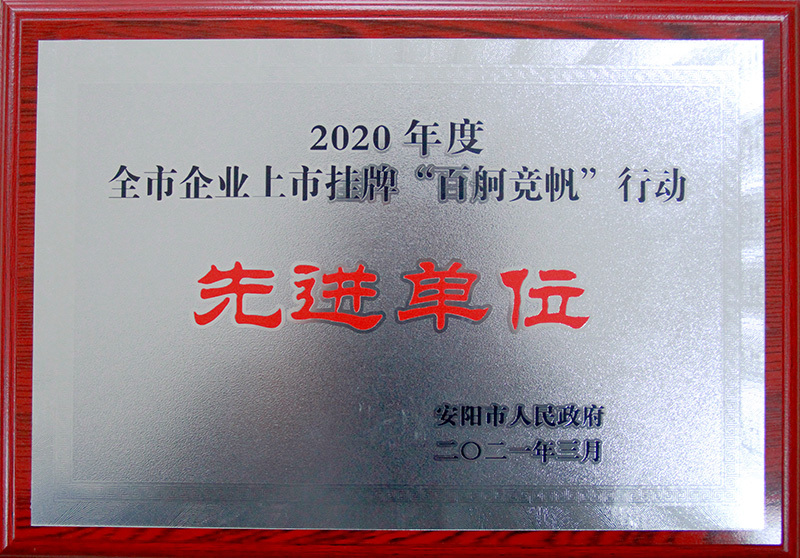 2020 年度
全市企业上市挂牌“百舸竞帆”行动
先进单位
安阳市人民政府
二〇二一年三月